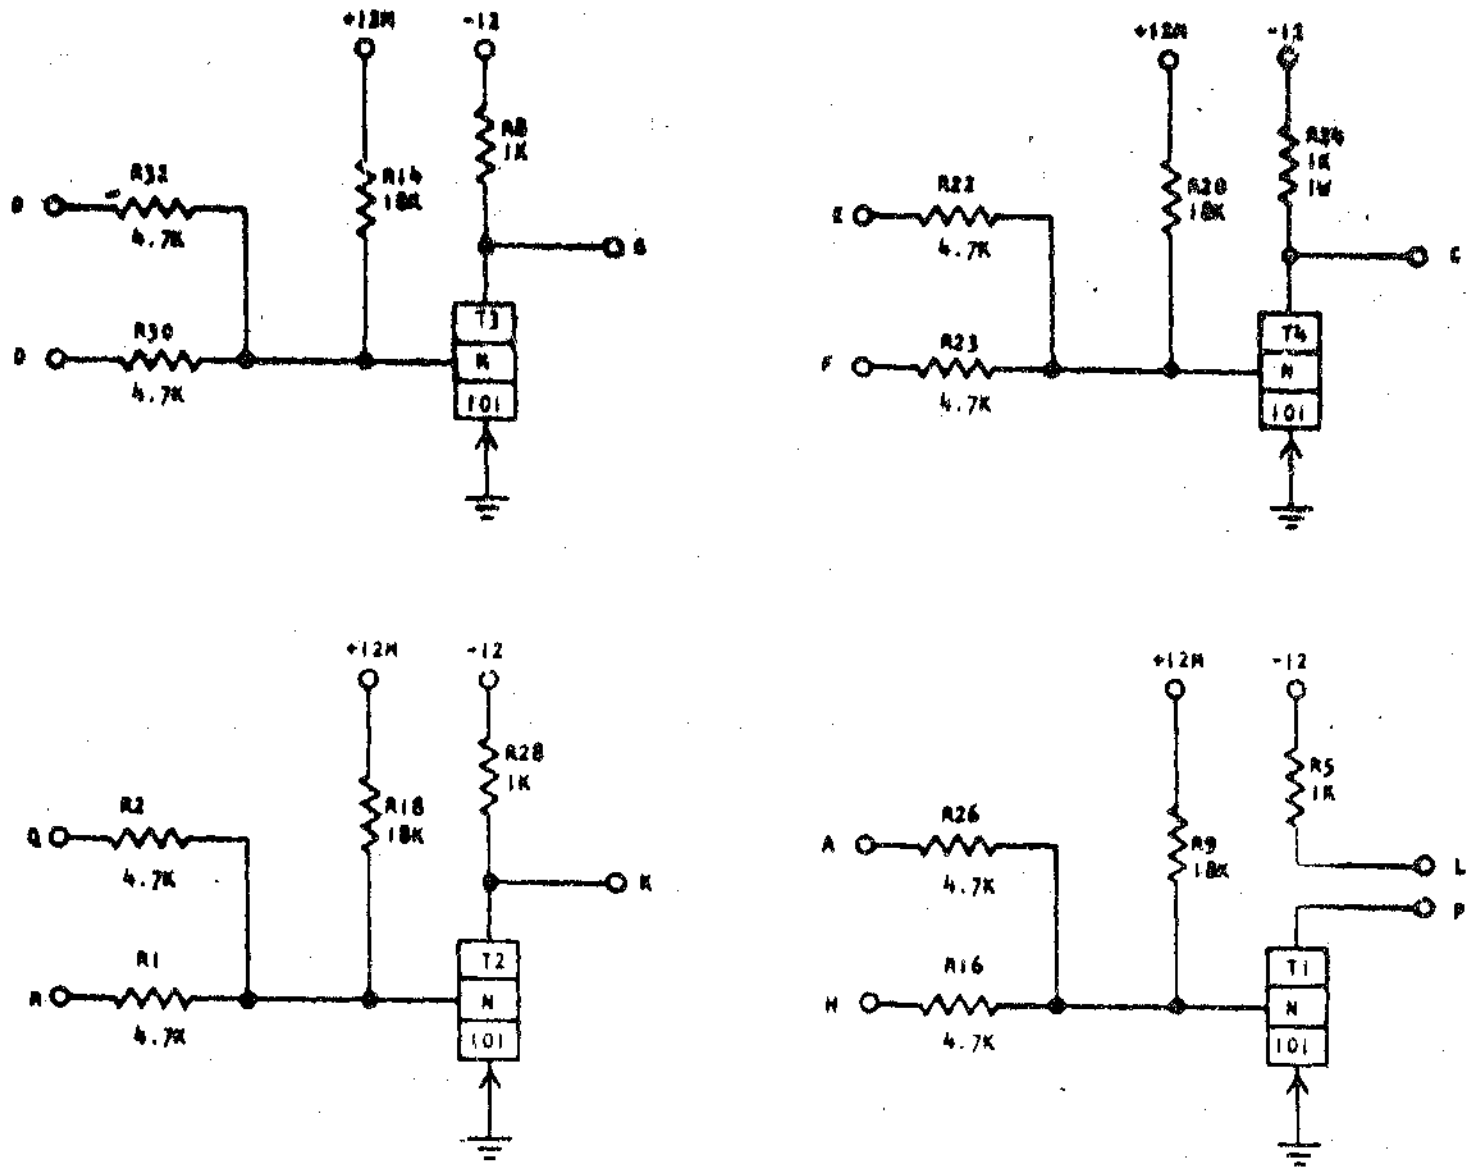 +12M
-12
R8
1K
R32
4.7K
R14
18K
R30
4.7K
D
T3
N
101
+12M
-12
R24
1K
1W
R22
4.7K
R20
18K
E
C
R23
4.7K
F
T4
N
101
+12M
-12
R28
1K
R2
4.7K
R18
18K
Q
K
R1
4.7K
R
T2
N
101
+12M
-12
R5
1K
R26
4.7K
R9
18K
A
L
P
R16
4.7K
H
T1
N
101